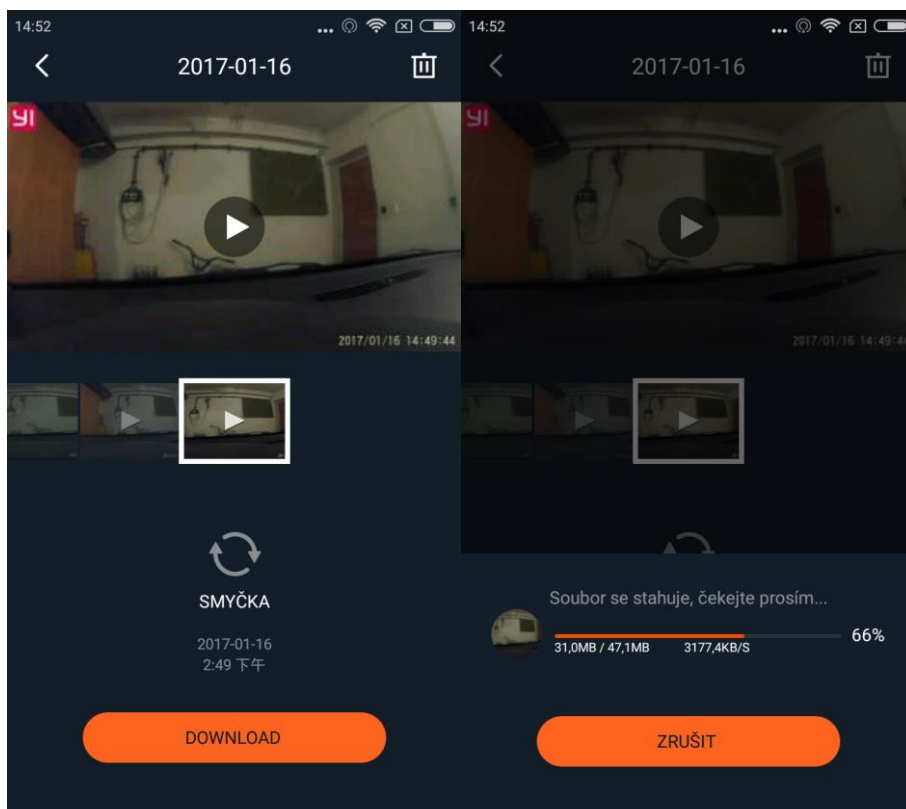 14:52
2017-01-16
YI
2017/01/16 14:49:44
SMYČKA
2017-01-16
2:49 下午
DOWNLOAD
14:52
2017-01-16
YI
2017/01/16 14:49:44
Soubor se stahuje, čekejte prosím...
66%
31,0MB / 47,1MB 3177,4KB/S
ZRUŠIT